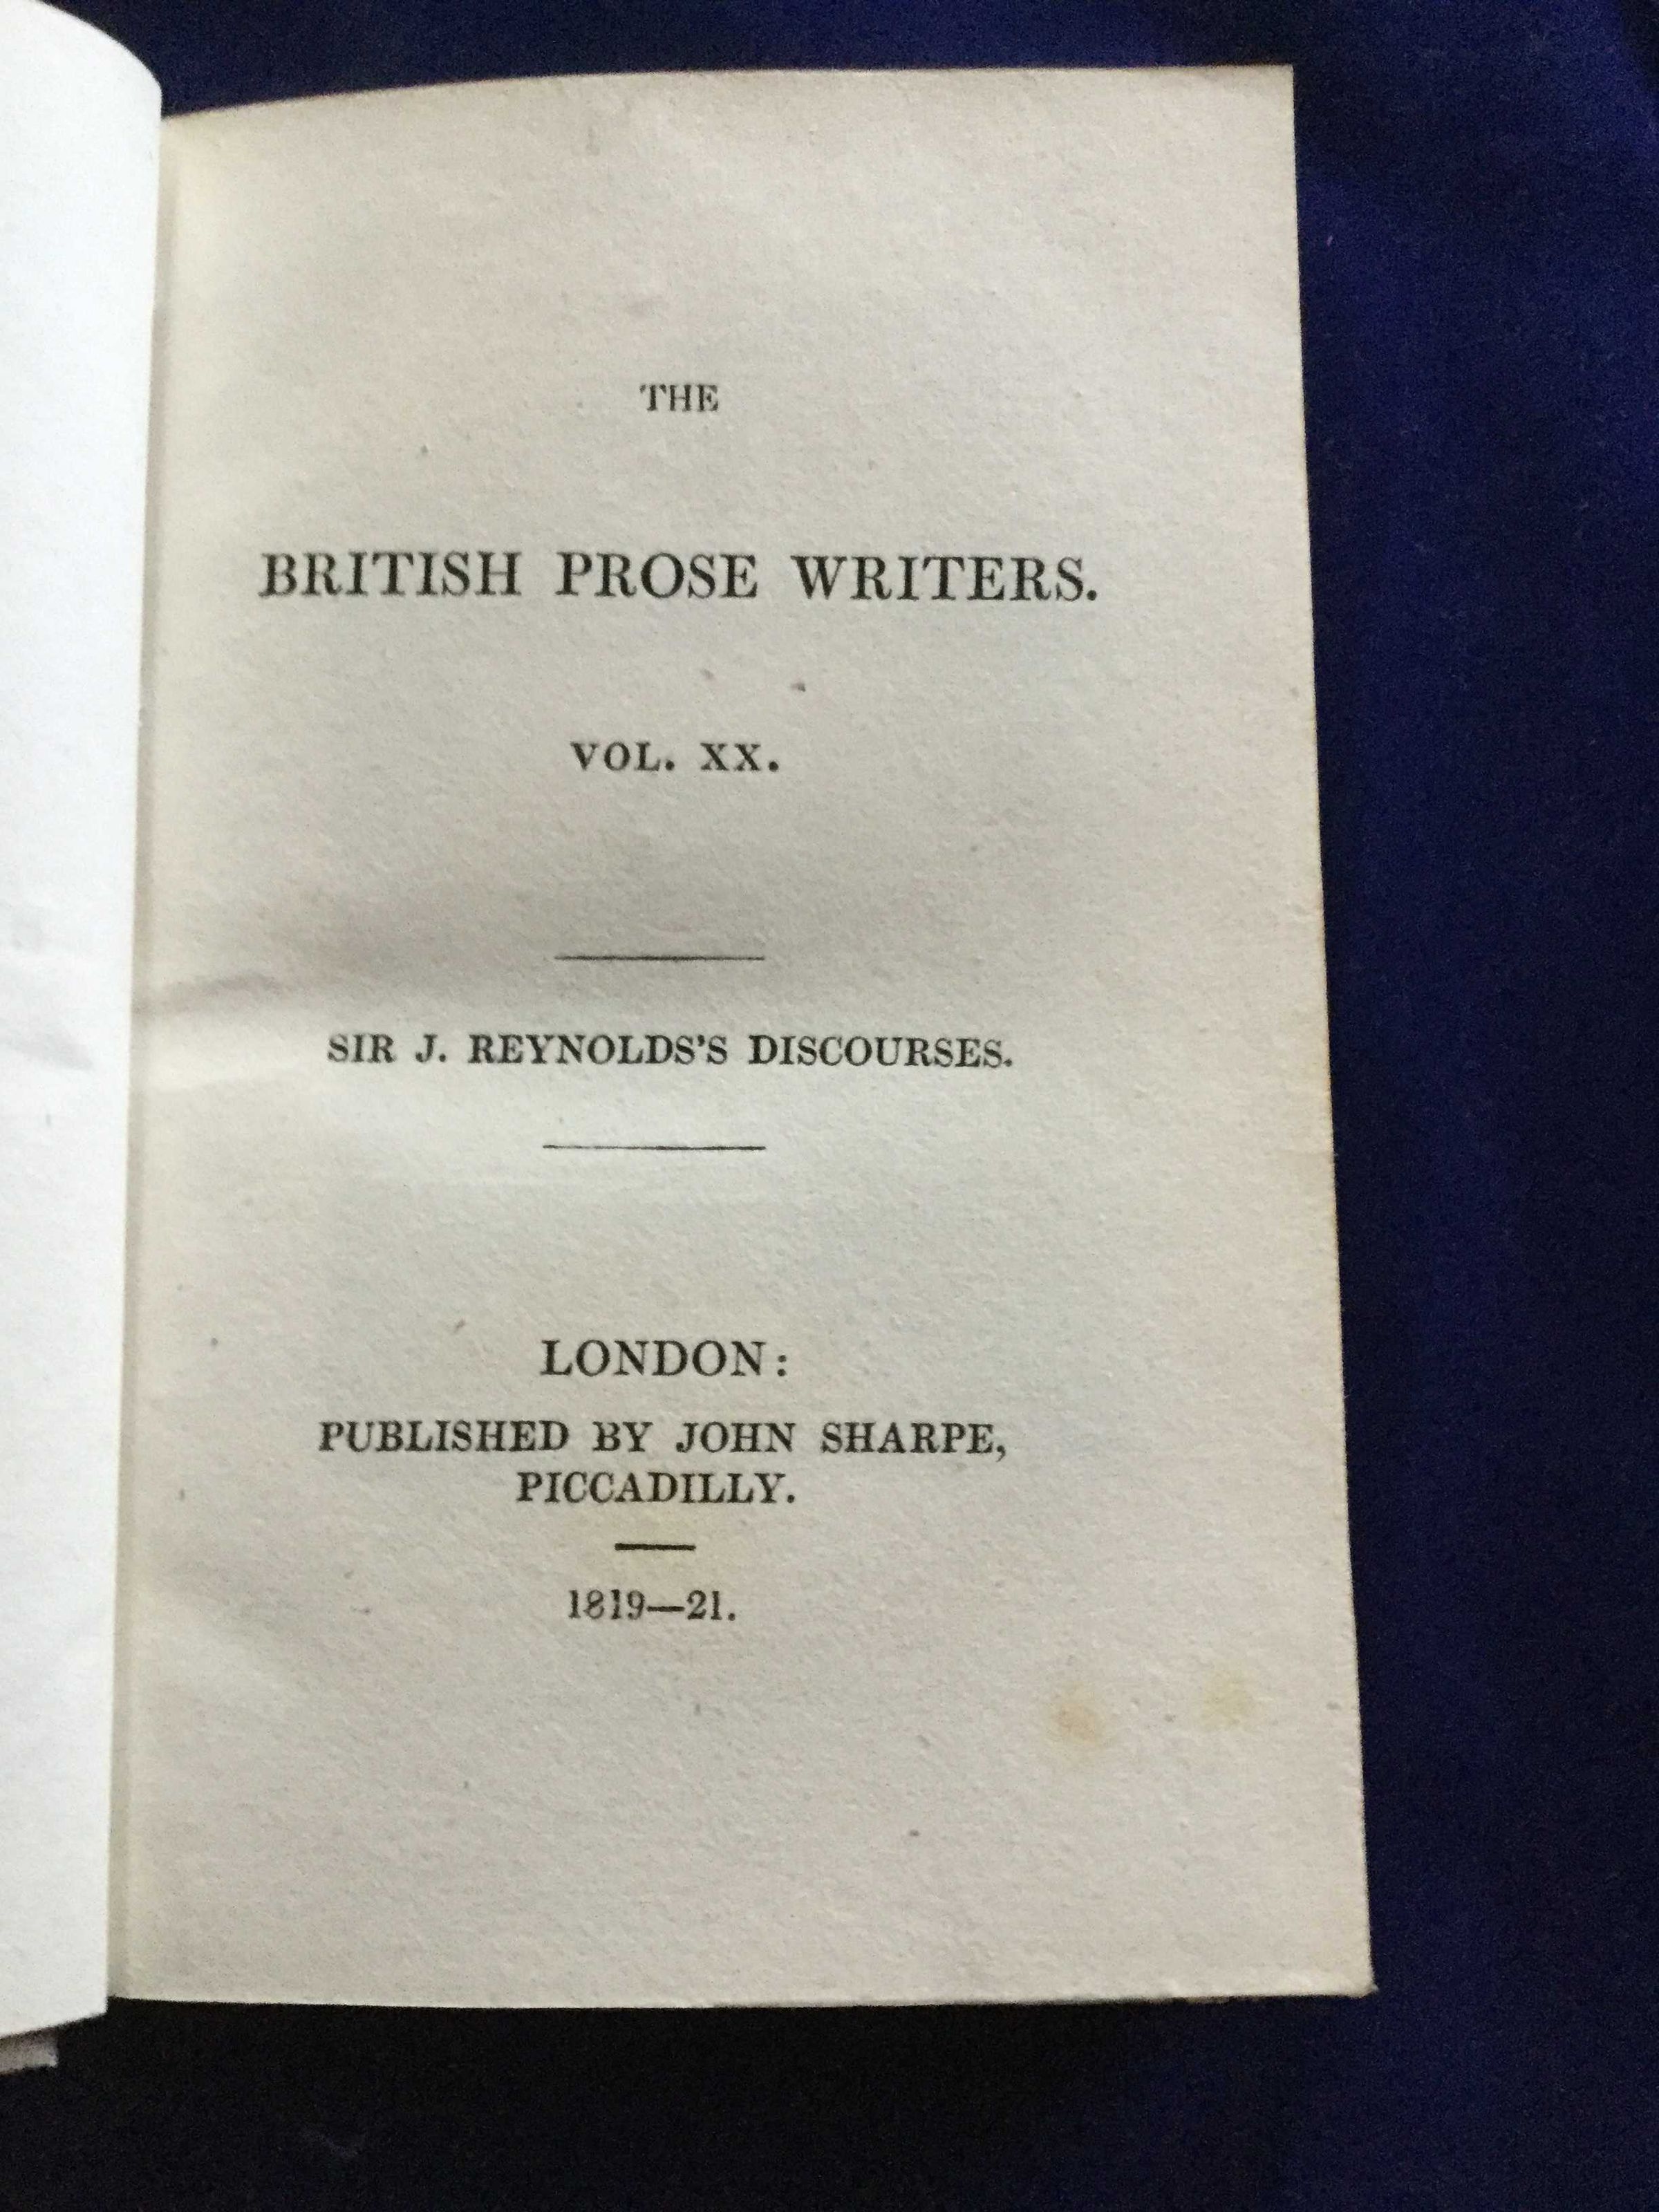 THE
BRITISH PROSE WRITERS.
VOL. XX.
SIR J. REYNOLDS'S DISCOURSES.
LONDON:
PUBLISHED BY JOHN SHARPE,
PICCADILLY.
1819—21.